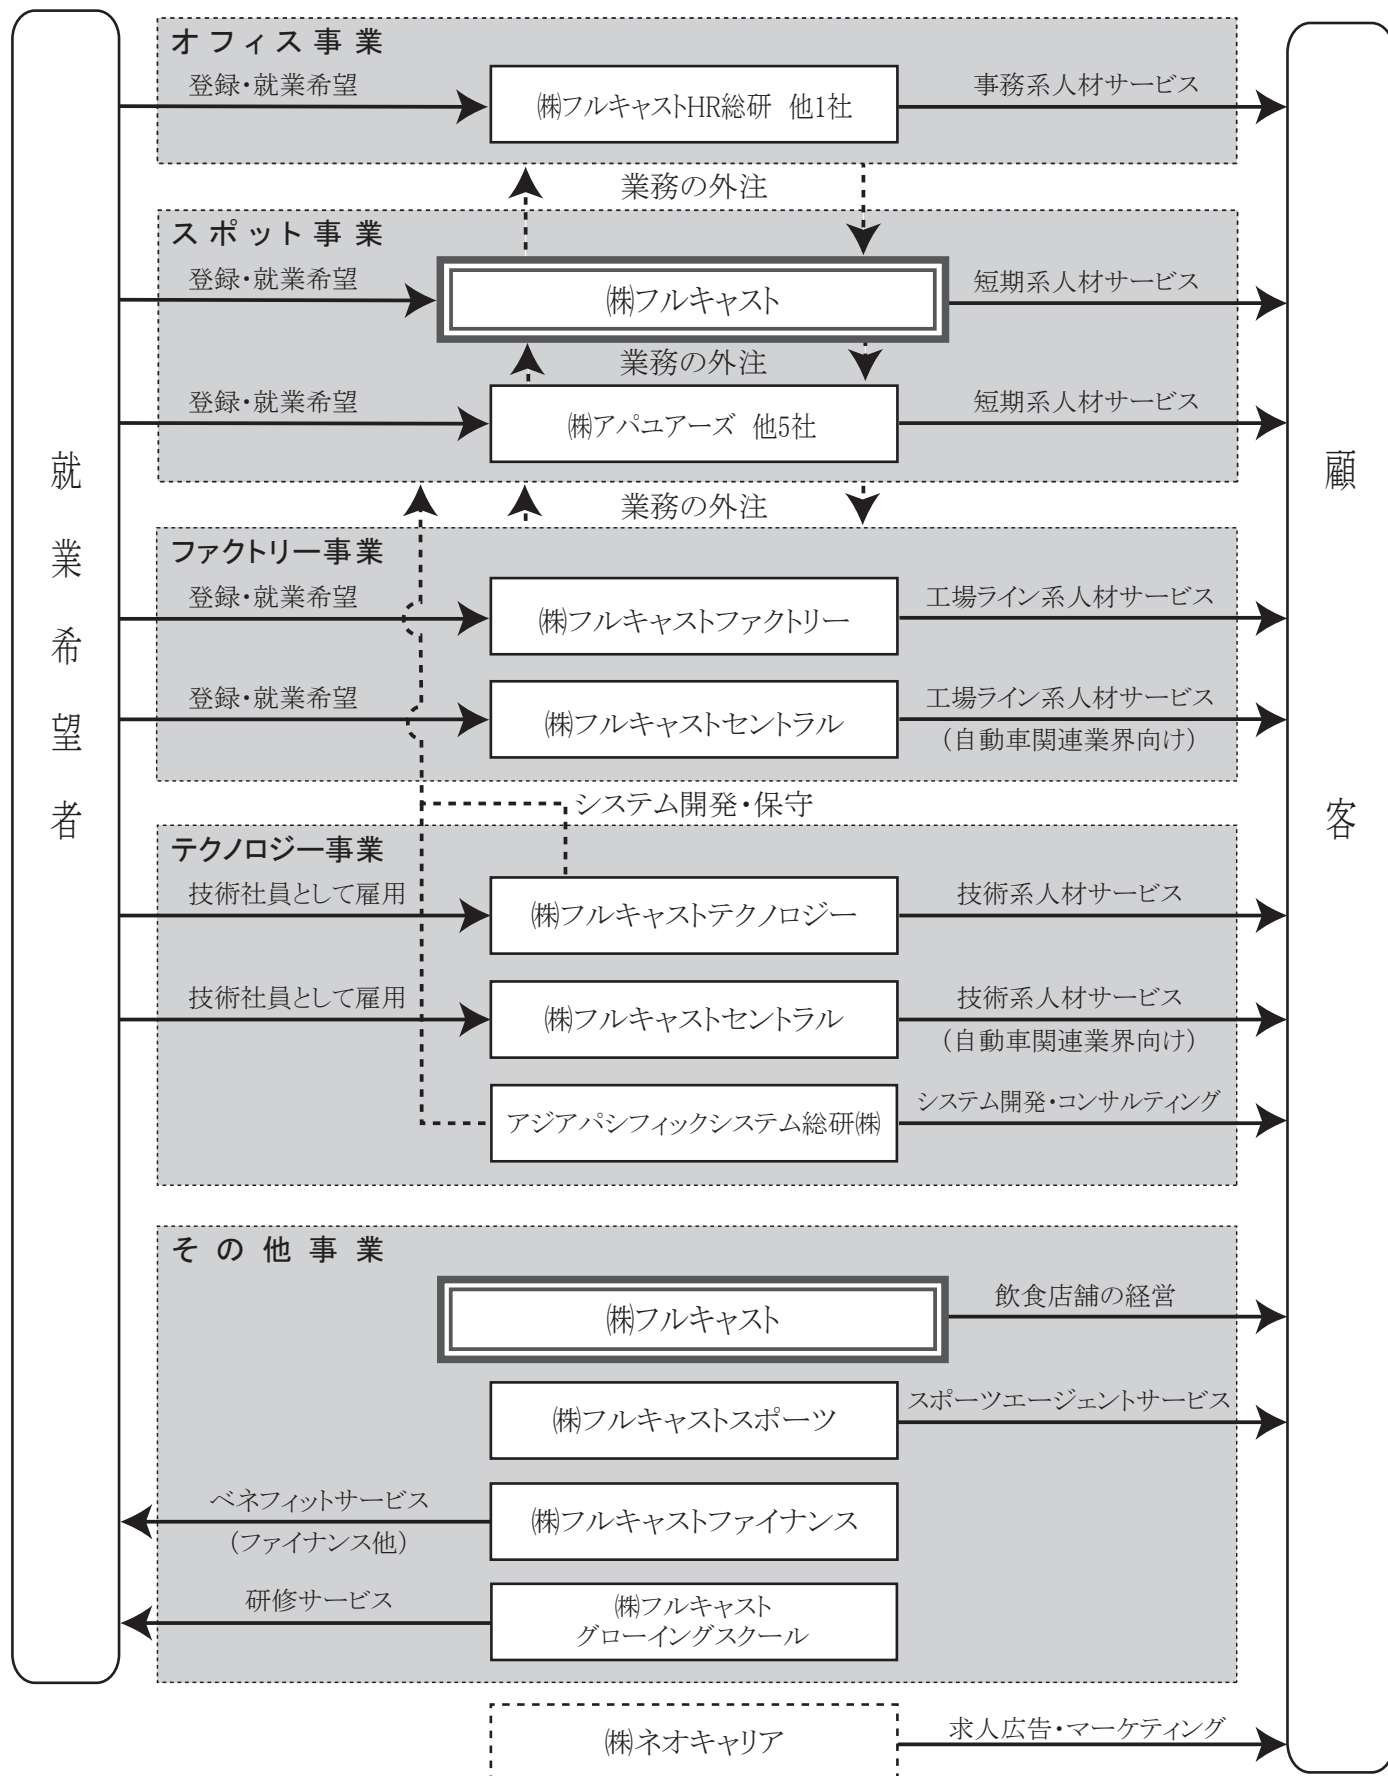 オフィス事業
登録・就業希望
㈱フルキャストHR総研 他1社
事務系人材サービス
業務の外注
スポット事業
登録・就業希望
㈱フルキャスト
短期系人材サービス
業務の外注
登録・就業希望
㈱アパユアーズ 他5社
短期系人材サービス
就業希望者
顧客
業務の外注
ファクトリー事業
登録・就業希望
㈱フルキャストファクトリー
工場ライン系人材サービス
登録・就業希望
㈱フルキャストセントラル
工場ライン系人材サービス
(自動車関連業界向け)
システム開発・保守
テクノロジー事業
技術社員として雇用
㈱フルキャストテクノロジー
技術系人材サービス
技術社員として雇用
㈱フルキャストセントラル
技術系人材サービス
(自動車関連業界向け)
アジアパシフィックシステム総研㈱
システム開発・コンサルティング
その他事業
㈱フルキャスト
飲食店舗の経営
㈱フルキャストスポーツ
スポーツエージェントサービス
ベネフィットサービス
(ファイナンス他)
㈱フルキャストファイナンス
研修サービス
㈱フルキャスト
グローイングスクール
㈱ネオキャリア
求人広告・マーケティング